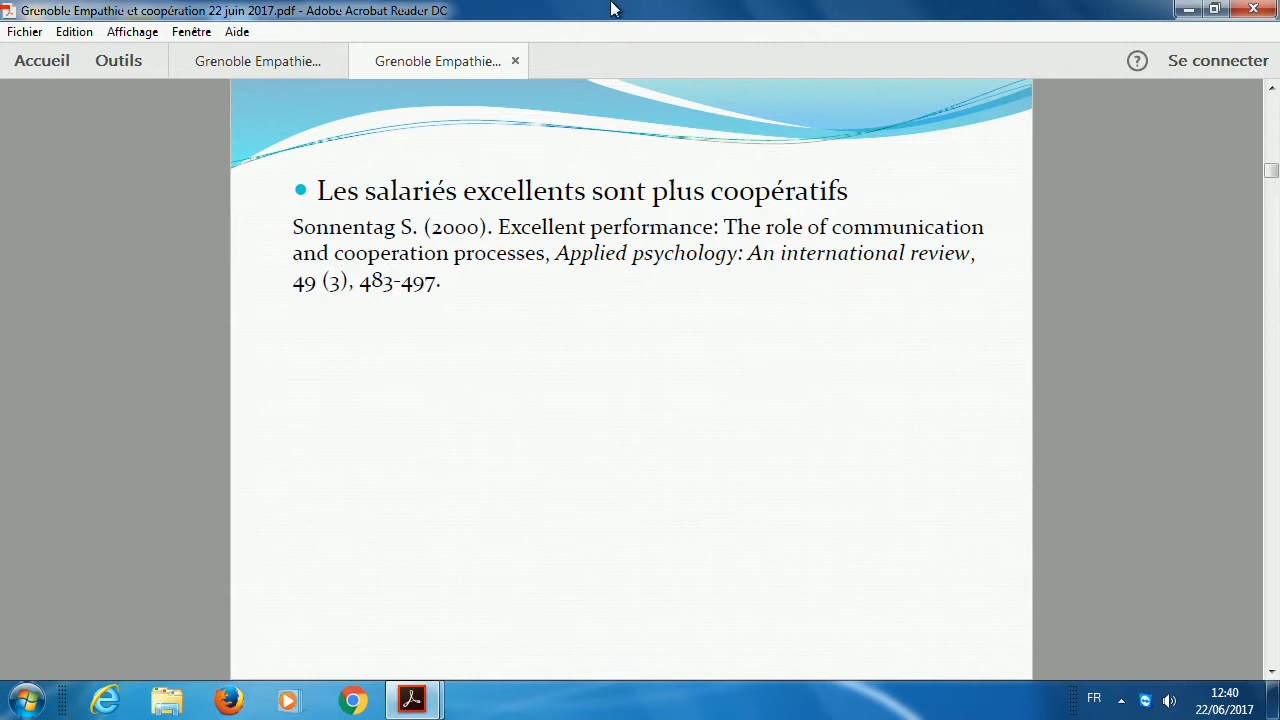 Grenoble Empathie et coopération 22 juin 2017.pdf - Adobe Acrobat Reader DC
Fichier Edition Affichage Fenêtre Aide
Accueil Outils Grenoble Empathie... Grenoble Empathie... × ? Se connecter
• Les salariés excellents sont plus coopératifs
Sonnentag S. (2000). Excellent performance: The role of communication
and cooperation processes, Applied psychology: An international review,
49 (3), 483-497.
FR
12:40
22/06/2017